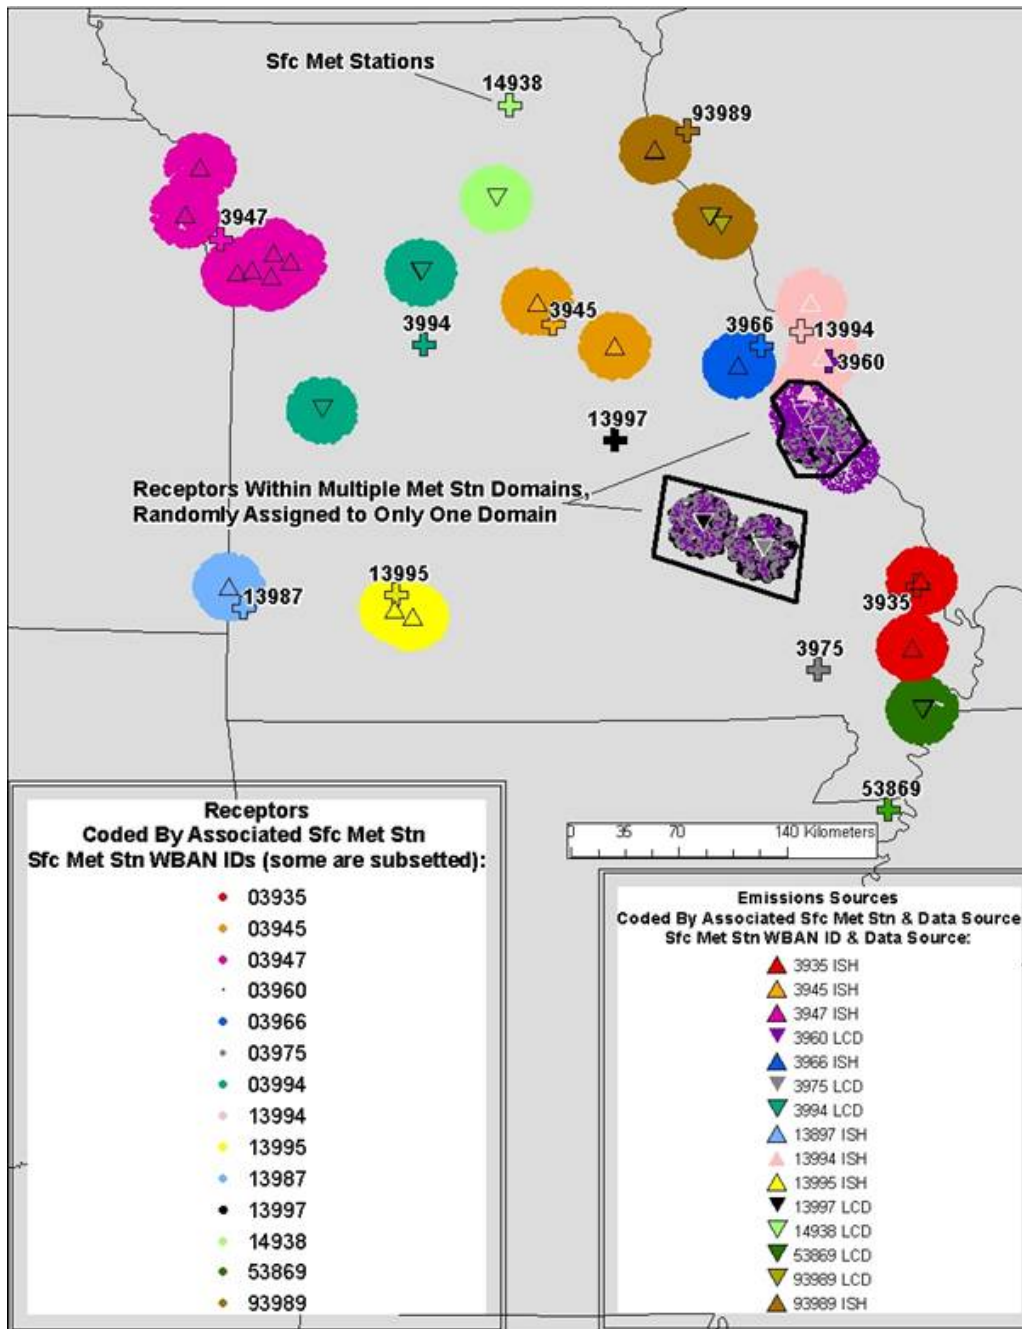 Sfc Met Stations
14938
93989
3947
3994
3945
3966
13994
3960
13997
Receptors Within Multiple Met Stn Domains,
Randomly Assigned to Only One Domain
13987
13995
3935
3975
53869
0 35 70 140 Kilometers
Receptors
Coded By Associated Sfc Met Stn
Sfc Met Stn WBAN IDs (some are subsetted):
03935
03945
03947
03960
03966
03975
03994
13994
13995
13987
13997
14938
53869
93989
Emissions Sources
Coded By Associated Sfc Met Stn & Data Source
Sfc Met Stn WBAN ID & Data Source:
3935 ISH
3945 ISH
3947 ISH
3960 LCD
3966 ISH
3975 LCD
3994 LCD
13897 ISH
13994 ISH
13995 ISH
13997 LCD
14938 LCD
53869 LCD
93989 LCD
93989 ISH